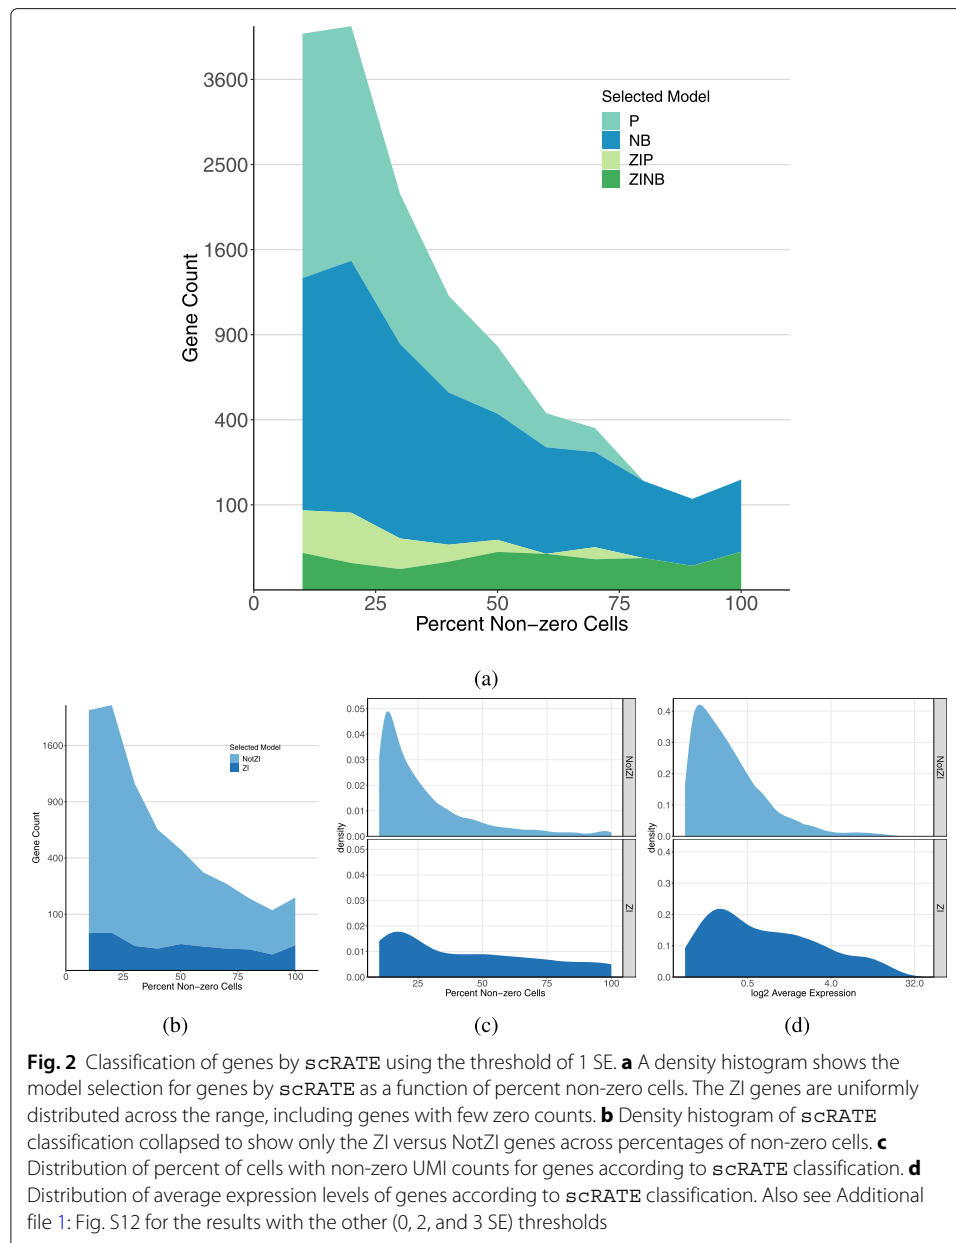 3600
2500
1600
900
400
100
Gene Count
Selected Model
P
NB
ZIP
ZINB
0 25 50 75 100
Percent Non−zero Cells
(a)
1600
900
400
100
Gene Count
Selected Model
NotZI
ZI
0 25 50 75 100
Percent Non−zero Cells
(b)
0.05
0.04
0.03
0.02
0.01
0.00
NotZI
density
0.05
0.04
0.03
0.02
0.01
0.00
ZI
25 50 75 100
Percent Non−zero Cells
(c)
0.4
0.3
0.2
0.1
0.0
NotZI
density
0.4
0.3
0.2
0.1
0.0
ZI
0.5 4.0 32.0
log2 Average Expression
(d)
Fig. 2 Classification of genes by scRATE using the threshold of 1 SE. a A density histogram shows the
model selection for genes by scRATE as a function of percent non-zero cells. The ZI genes are uniformly
distributed across the range, including genes with few zero counts. b Density histogram of scRATE
classification collapsed to show only the ZI versus NotZI genes across percentages of non-zero cells. c
Distribution of percent of cells with non-zero UMI counts for genes according to scRATE classification. d
Distribution of average expression levels of genes according to scRATE classification. Also see Additional
file 1: Fig. S12 for the results with the other (0, 2, and 3 SE) thresholds